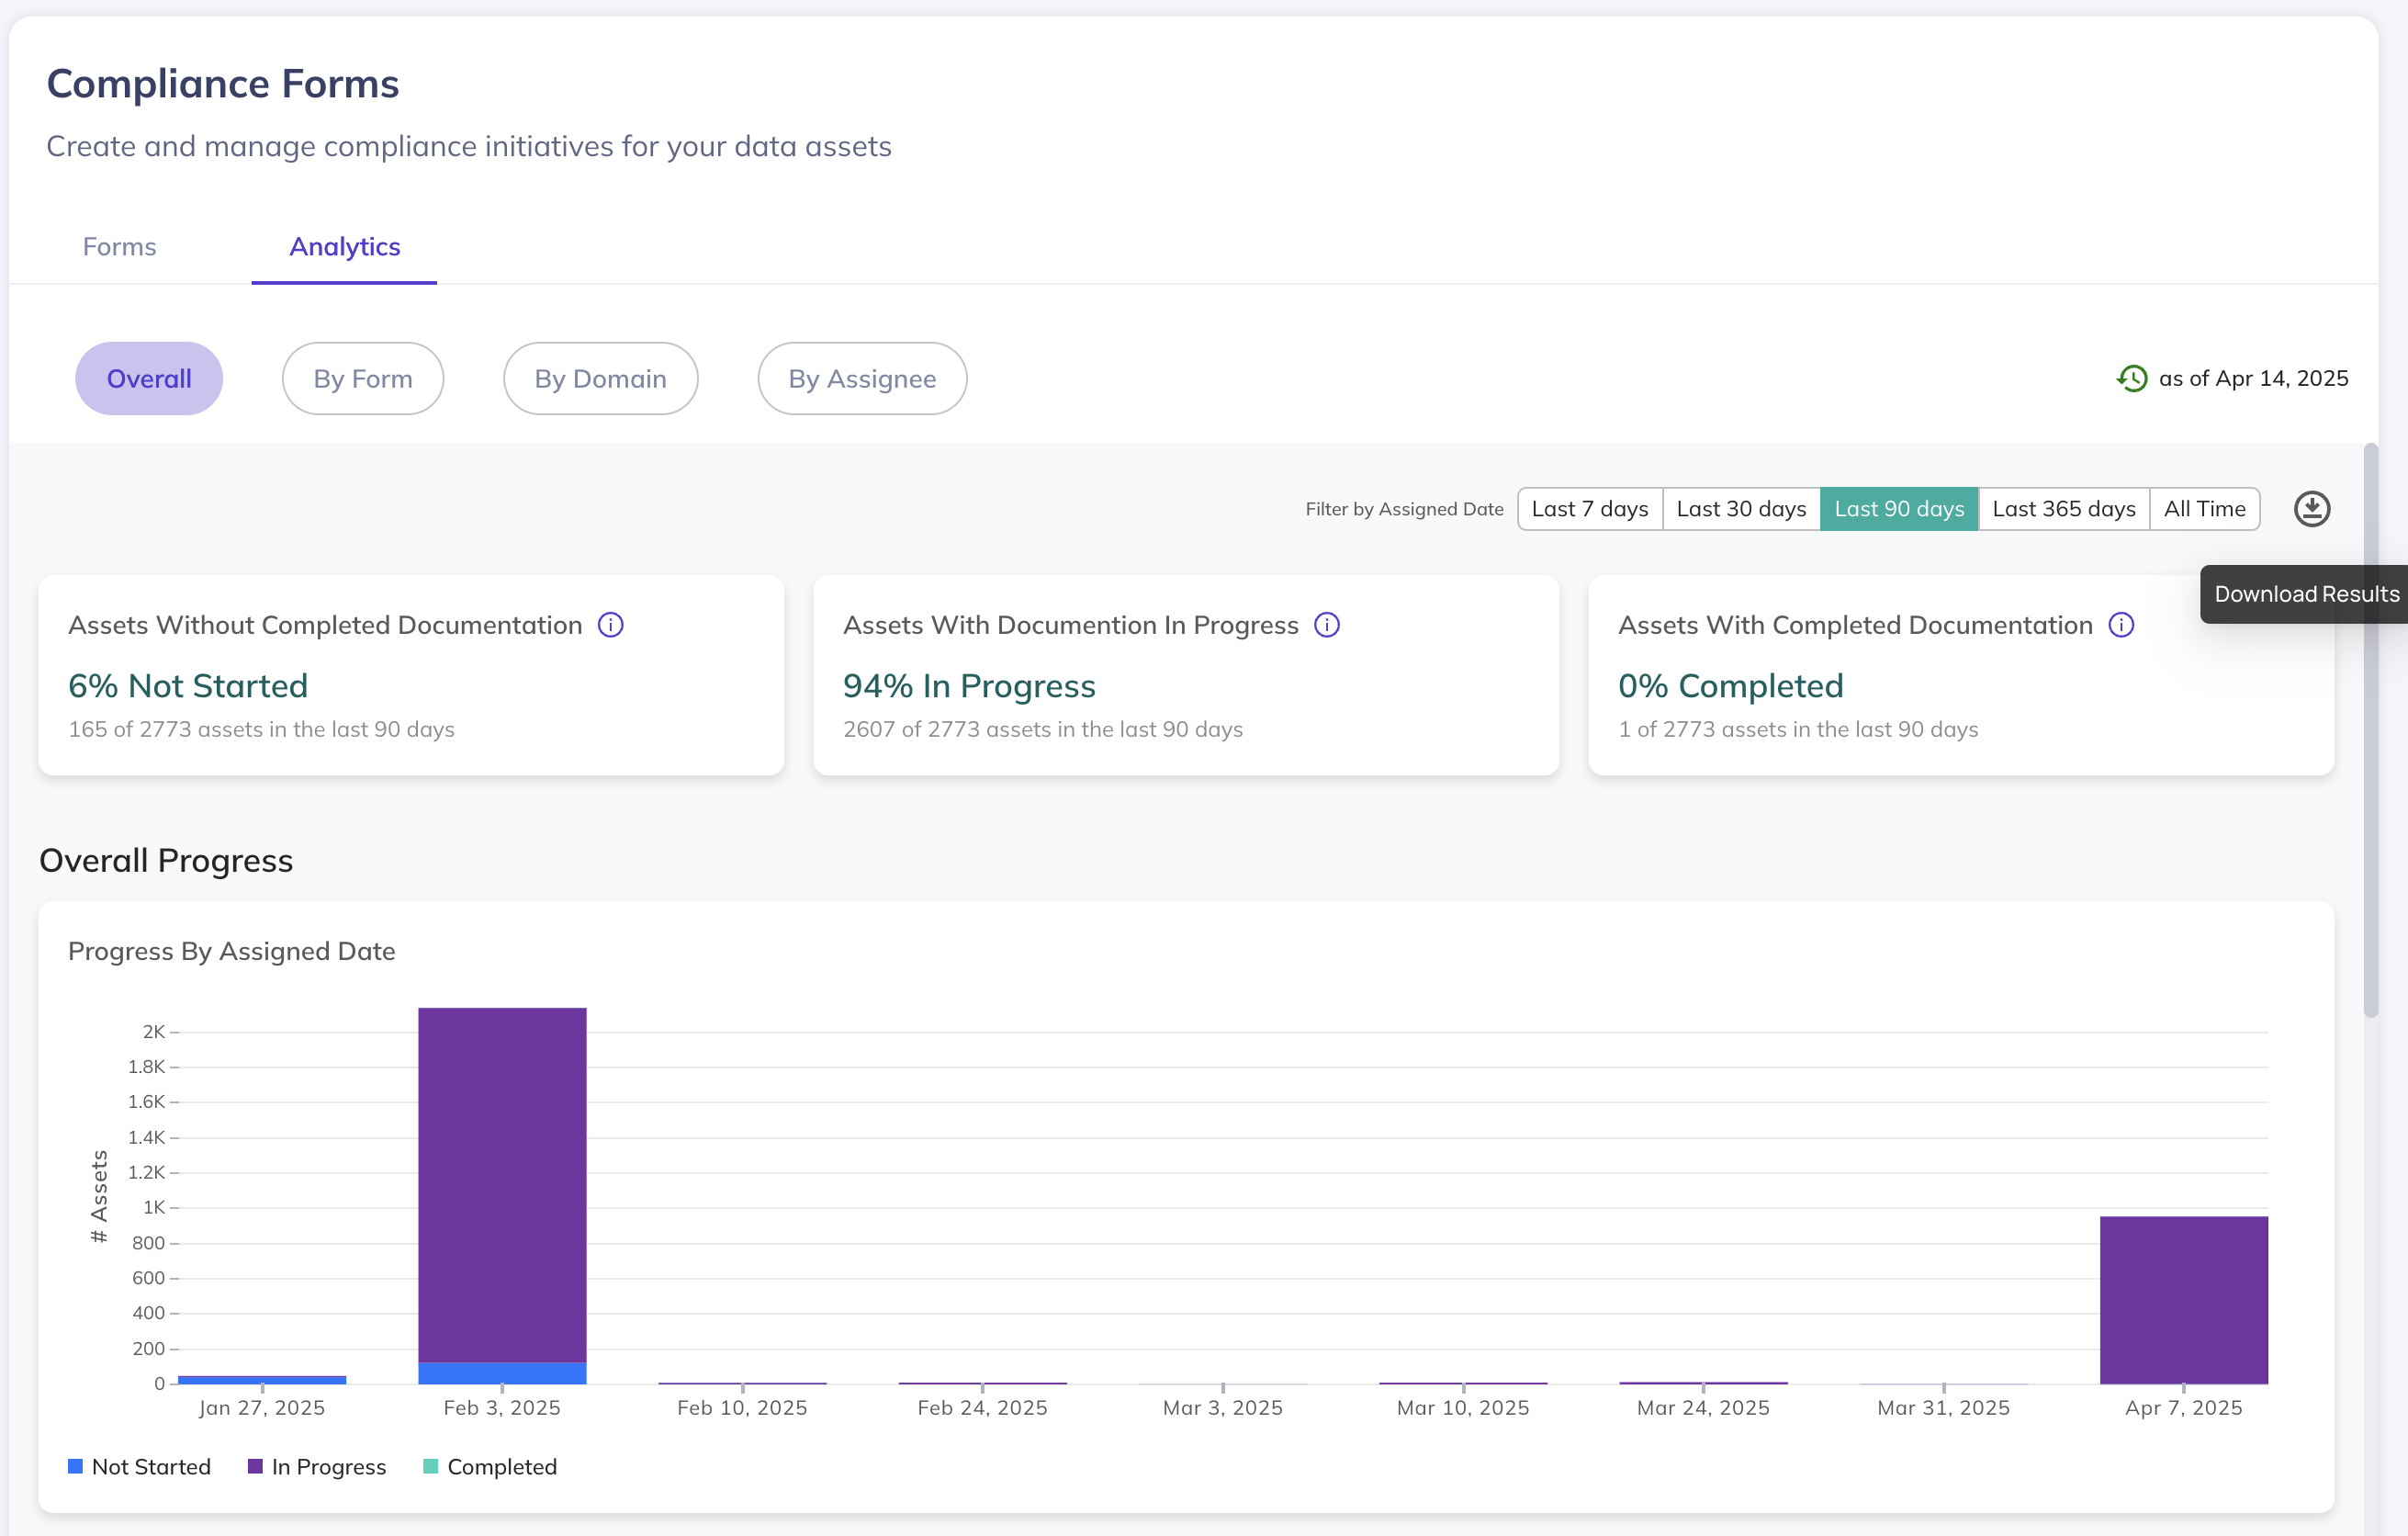 Compliance Forms
Create and manage compliance initiatives for your data assets
Forms
Analytics
Overall
By Form
By Domain
By Assignee
as of Apr 14, 2025
Filter by Assigned Date
Last 7 days
Last 30 days
Last 90 days
Last 365 days
All Time
Download Results
Assets Without Completed Documentation
6% Not Started
165 of 2773 assets in the last 90 days
Assets With Documention In Progress
94% In Progress
2607 of 2773 assets in the last 90 days
Assets With Completed Documentation
0% Completed
1 of 2773 assets in the last 90 days
Overall Progress
Progress By Assigned Date
# Assets
2K
1.8K
1.6K
1.4K
1.2K
1K
800
600
400
200
0
Jan 27, 2025
Feb 3, 2025
Feb 10, 2025
Feb 24, 2025
Mar 3, 2025
Mar 10, 2025
Mar 24, 2025
Mar 31, 2025
Apr 7, 2025
Not Started
In Progress
Completed